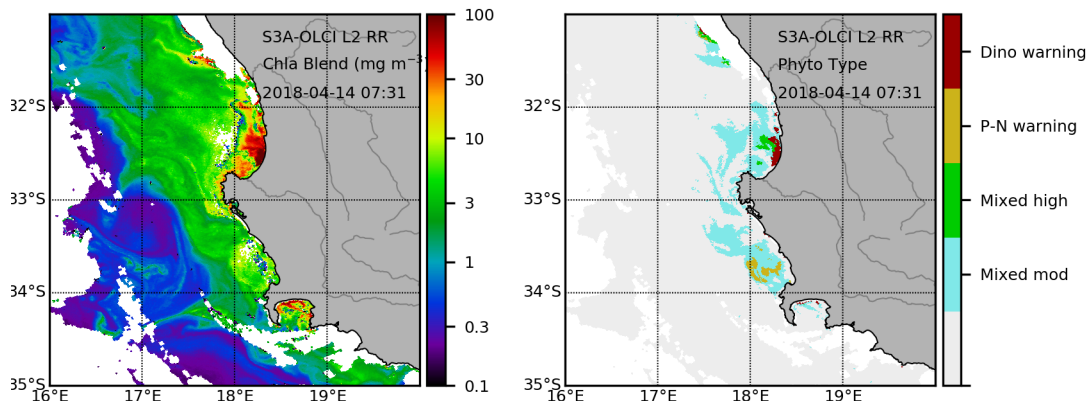 S3A-OLCI L2 RR
Chla Blend (mg m⁻³
2018-04-14 07:31
32°S
33°S
34°S
35°S
16°E
17°E
18°E
19°E
100
30
10
3
1
0.3
0.1
S3A-OLCI L2 RR
Phyto Type
2018-04-14 07:31
32°S
33°S
34°S
35°S
16°E
17°E
18°E
19°E
Dino warning
P-N warning
Mixed high
Mixed mod